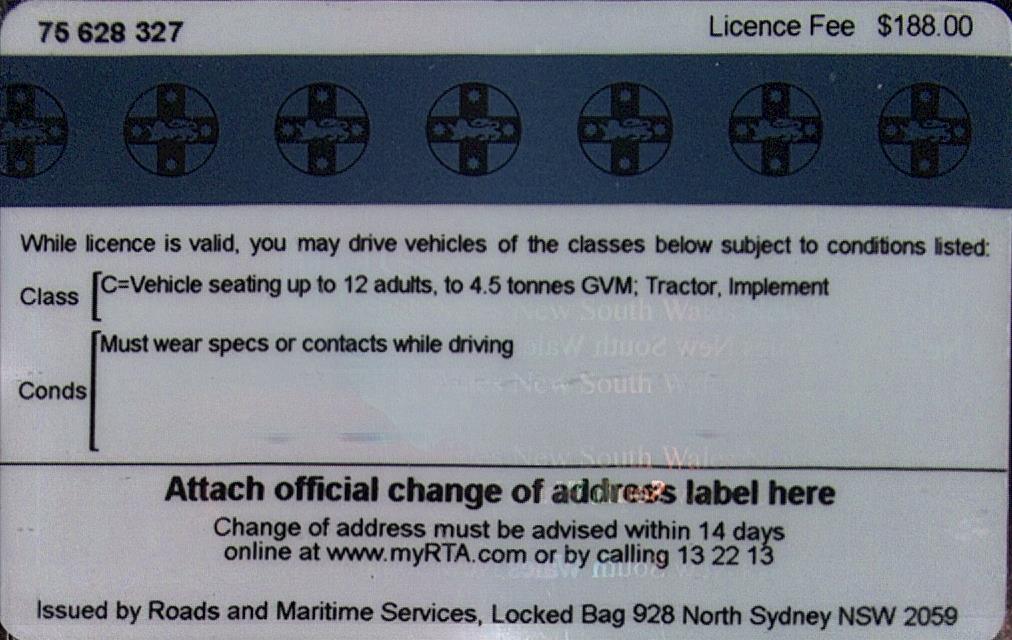 75 628 327
Licence Fee $188.00
While licence is valid, you may drive vehicles of the classes below subject to conditions listed:
Class
C=Vehicle seating up to 12 adults, to 4.5 tonnes GVM; Tractor, Implement
New South Wales
New South Wales
Must wear specs or contacts while driving
Conds
New South W
New South Wales
Attach official change of address label here
Change of address must be advised within 14 days
online at www.myRTA.com or by calling 13 22 13
South Wales
Issued by Roads and Maritime Services, Locked Bag 928 North Sydney NSW 2059